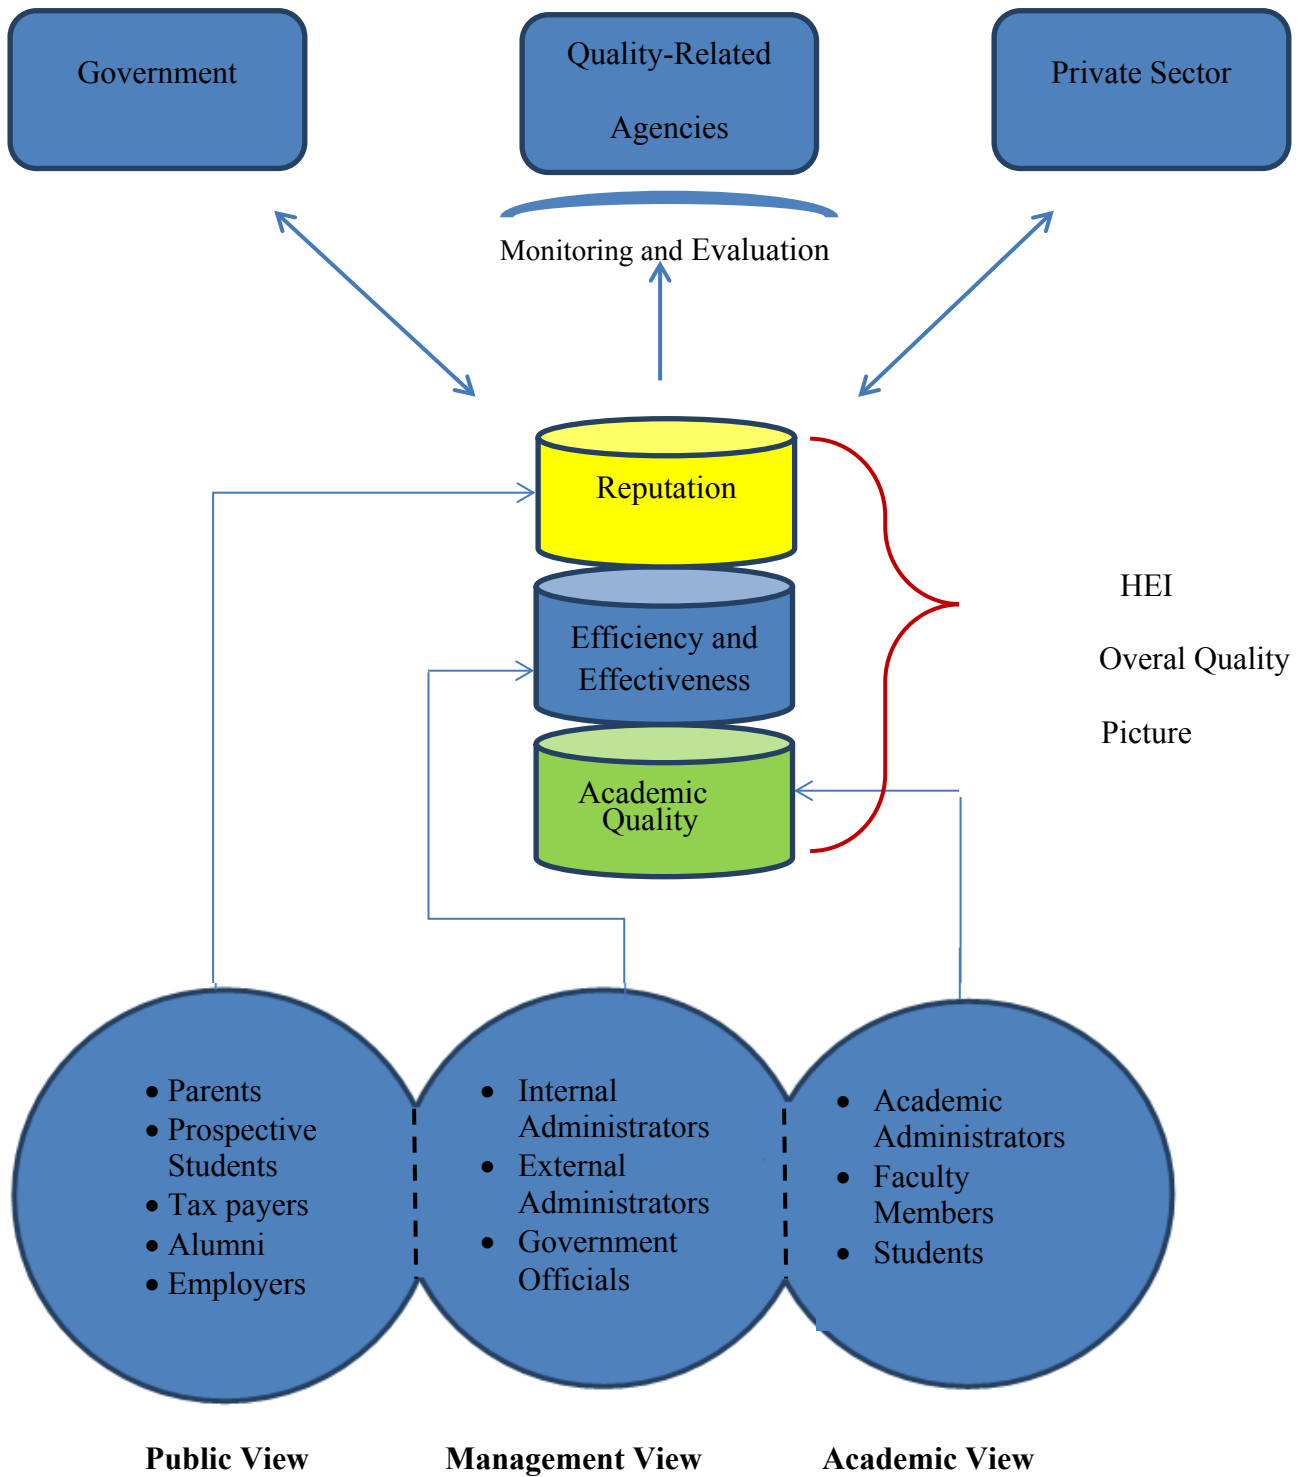 Government
Quality-Related
Agencies
Private Sector
Monitoring and Evaluation
Reputation
Efficiency and
Effectiveness
Academic
Quality
HEI
Overal Quality
Picture
• Parents
• Prospective
Students
• Tax payers
• Alumni
• Employers
• Internal
Administrators
• External
Administrators
• Government
Officials
• Academic
Administrators
• Faculty
Members
• Students
Public View
Management View
Academic View